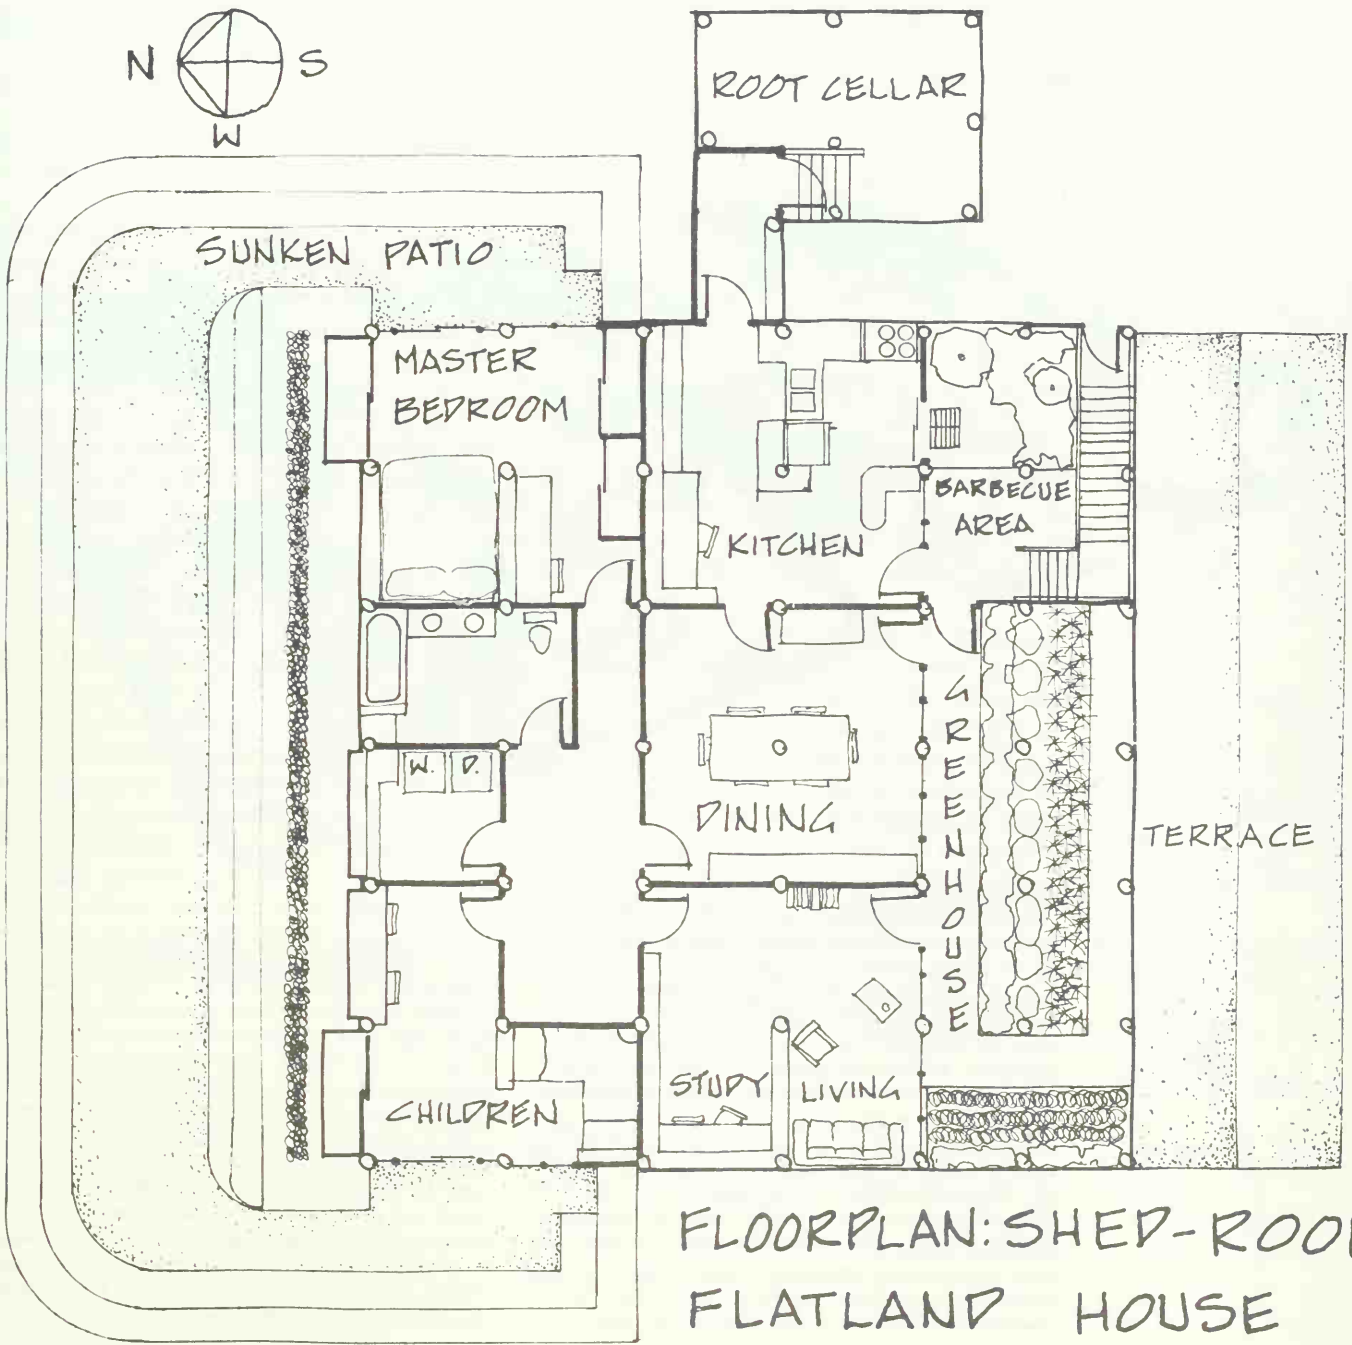 N S
W
ROOT CELLAR
SUNKEN PATIO
MASTER
BEDROOM
BARBECUE
AREA
KITCHEN
GREENHOUSE
W. D.
DINING
TERRACE
STUDY LIVING
CHILDREN
FLOORPLAN: SHED-ROO
FLATLAND HOUSE